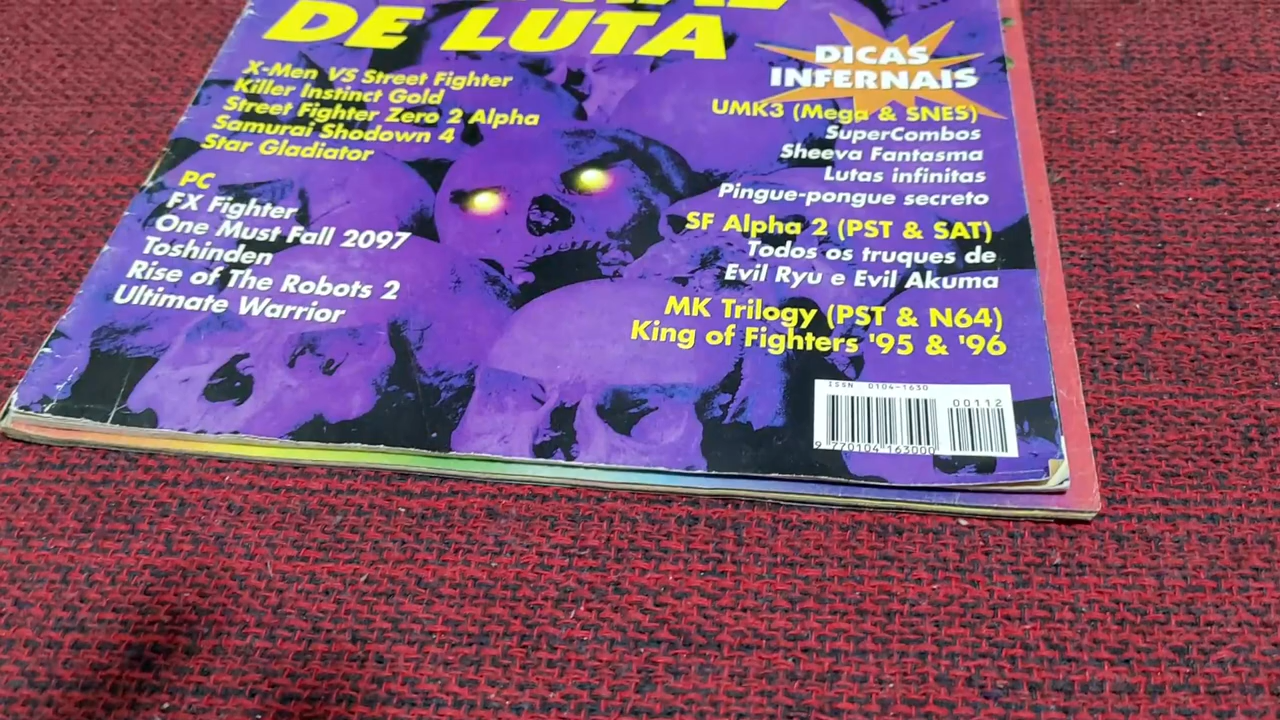 DE LUTA
X-Men VS Street Fighter
Killer Instinct Gold
Street Fighter Zero 2 Alpha
Samurai Shodown 4
Star Gladiator
PC
FX Fighter
One Must Fall 2097
Toshinden
Rise of The Robots 2
Ultimate Warrior
DICAS
INFERNAIS
UMK3 (Mega & SNES)
SuperCombos
Sheeva Fantasma
Lutas infinitas
Pingue-pongue secreto
SF Alpha 2 (PST & SAT)
Todos os truques de
Evil Ryu e Evil Akuma
MK Trilogy (PST & N64)
King of Fighters '95 & '96
ISSN 0104-1630
00112
9 770104 163000